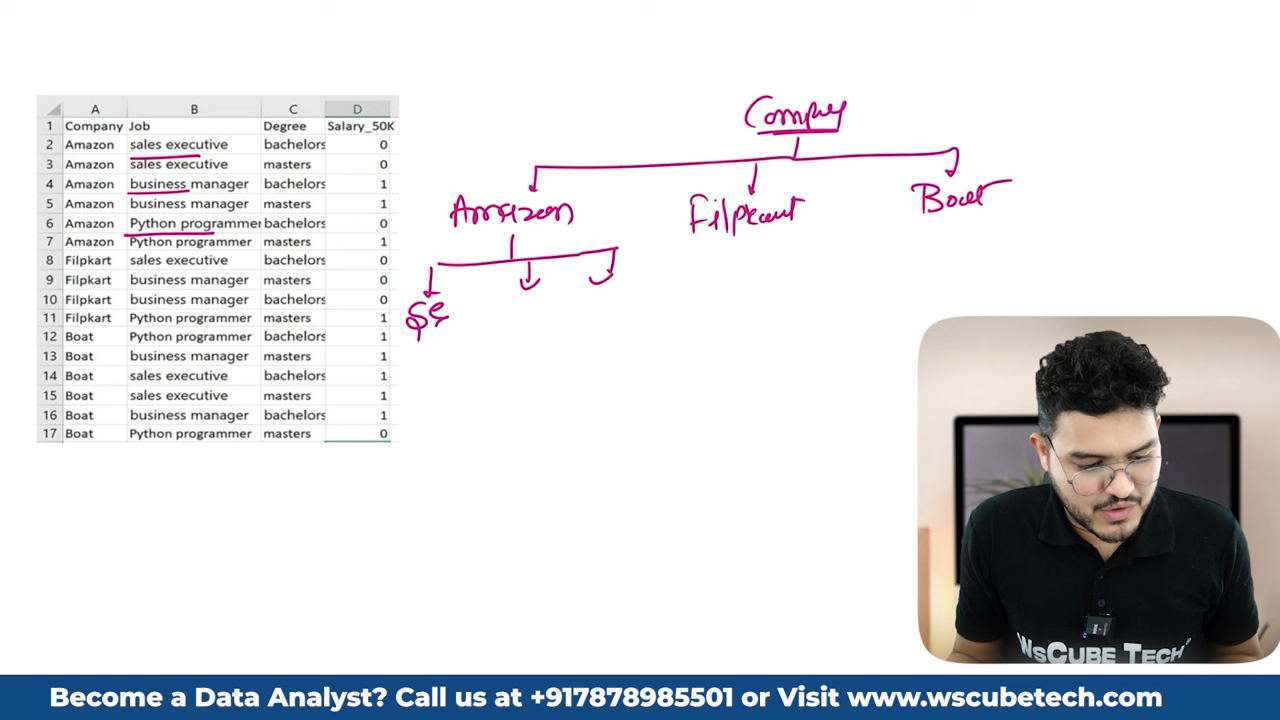 A B C D
1 Company Job Degree Salary_50K
2 Amazon sales executive bachelors 0
3 Amazon sales executive masters 0
4 Amazon business manager bachelors 1
5 Amazon business manager masters 1
6 Amazon Python programmer bachelors 0
7 Amazon Python programmer masters 1
8 Filpkart sales executive bachelors 0
9 Filpkart business manager masters 0
10 Filpkart business manager bachelors 0
11 Filpkart Python programmer masters 1
12 Boat Python programmer bachelors 1
13 Boat business manager masters 1
14 Boat sales executive bachelors 1
15 Boat sales executive masters 1
16 Boat business manager bachelors 1
17 Boat Python programmer masters 0
Amazon Filpkart Boat
SE
WSCUBE TECH
Become a Data Analyst? Call us at +917878985501 or Visit www.wscubetech.com